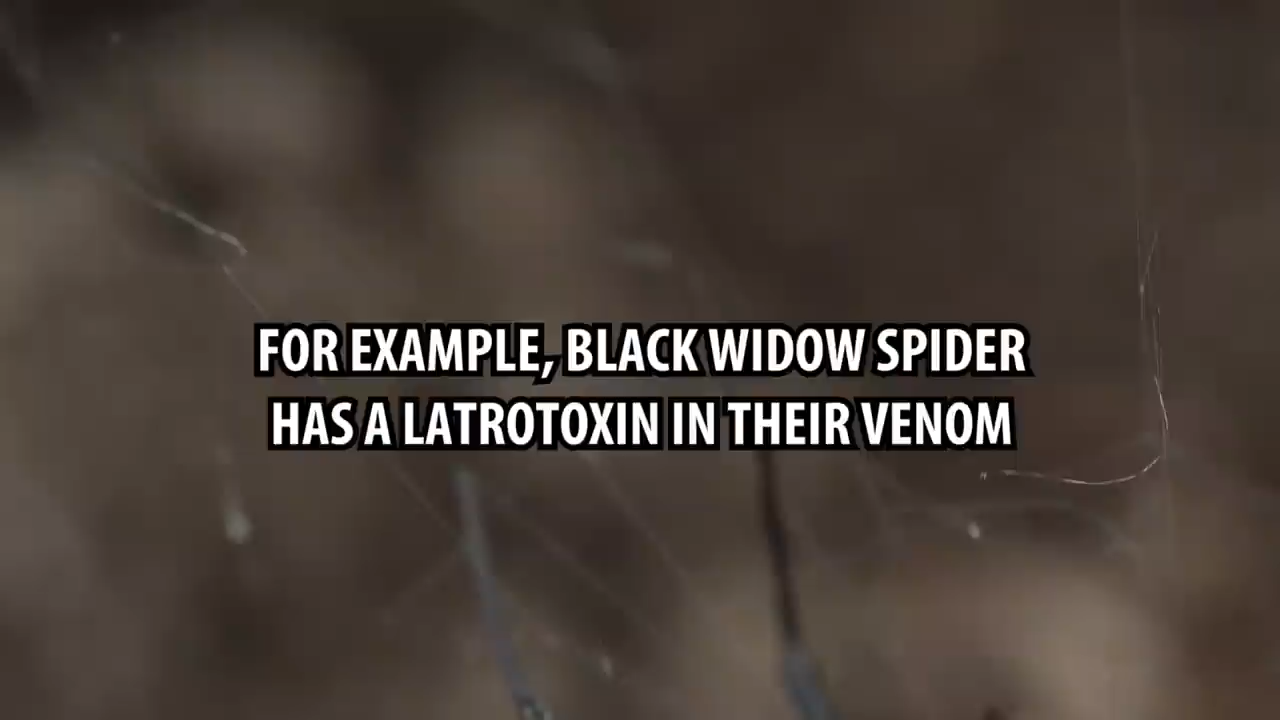 FOR EXAMPLE, BLACK WIDOW SPIDER
HAS A LATROTOXIN IN THEIR VENOM